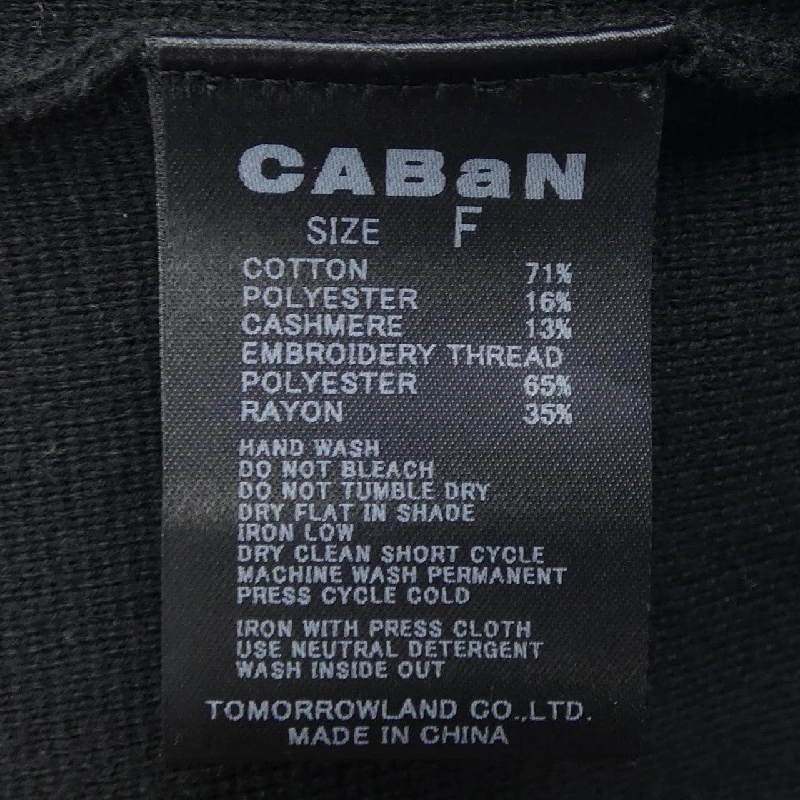 CABaN
SIZE F
COTTON 71%
POLYESTER 16%
CASHMERE 13%
EMBROIDERY THREAD
POLYESTER 65%
RAYON 35%
HAND WASH
DO NOT BLEACH
DO NOT TUMBLE DRY
DRY FLAT IN SHADE
IRON LOW
DRY CLEAN SHORT CYCLE
MACHINE WASH PERMANENT
PRESS CYCLE COLD
IRON WITH PRESS CLOTH
USE NEUTRAL DETERGENT
WASH INSIDE OUT
TOMORROWLAND CO.,LTD.
MADE IN CHINA